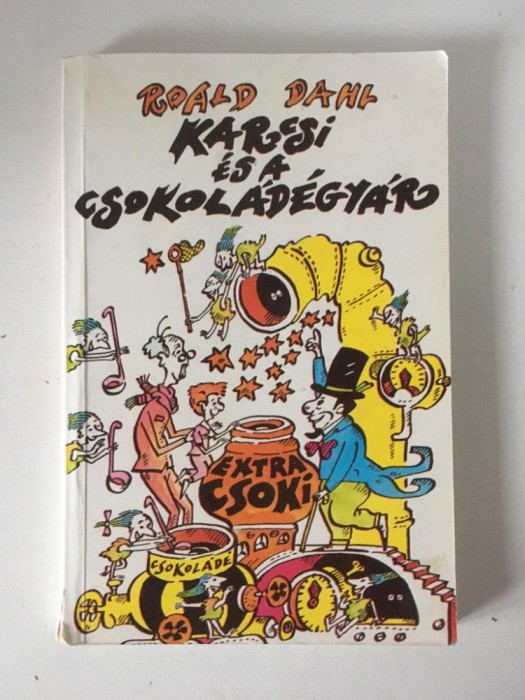 ROALD DAHL
KARCSI
ÉS A
CSOKOLÁDÉGYÁR
EXTRA
CSOKI
CSOKOLÁDÉ